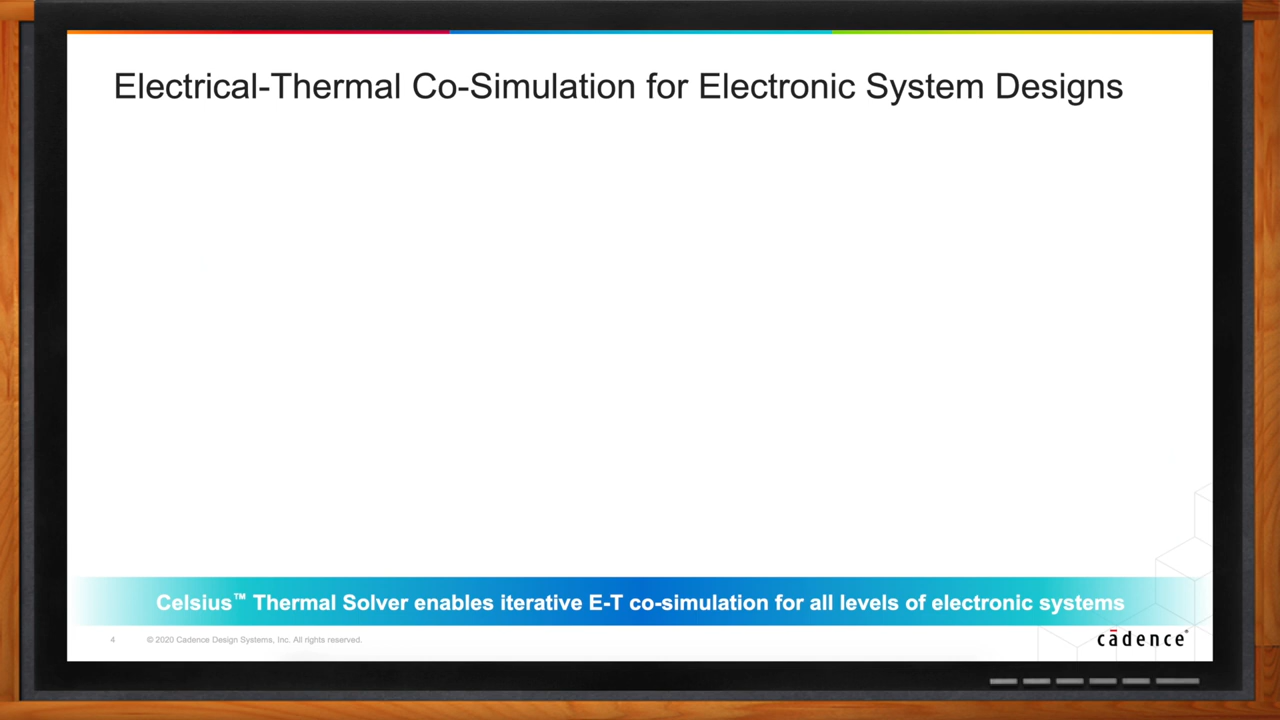 Electrical-Thermal Co-Simulation for Electronic System Designs
Celsius™ Thermal Solver enables iterative E-T co-simulation for all levels of electronic systems
4 © 2020 Cadence Design Systems, Inc. All rights reserved.
cādence®